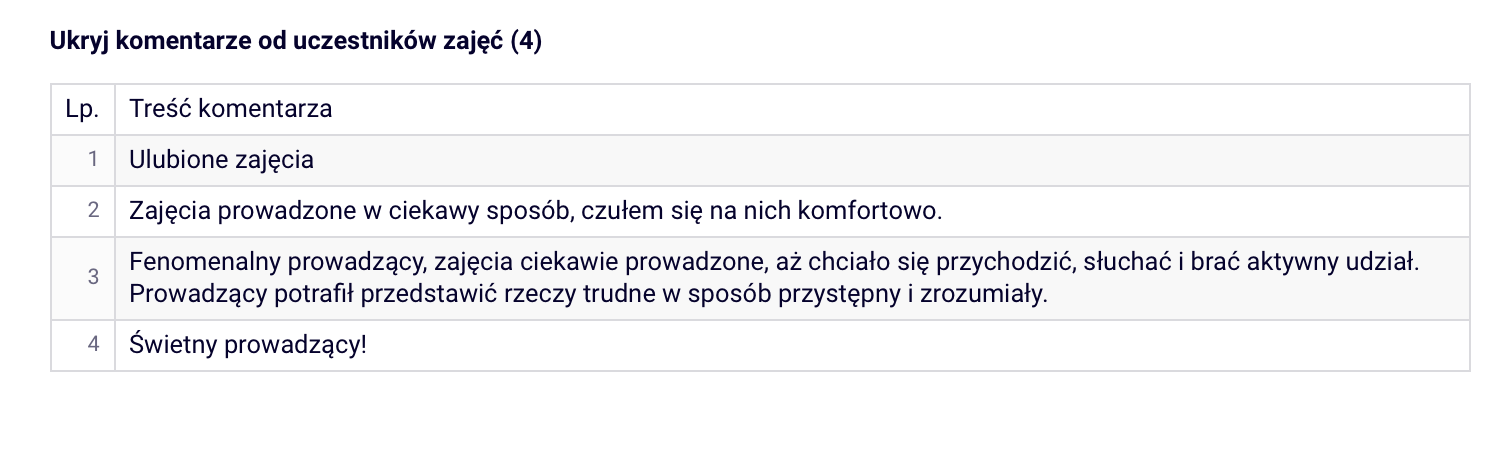 Ukryj komentarze od uczestników zajęć (4)
Lp. Treść komentarza
1 Ulubione zajęcia
2 Zajęcia prowadzone w ciekawy sposób, czułem się na nich komfortowo.
3 Fenomenalny prowadzący, zajęcia ciekawie prowadzone, aż chciało się przychodzić, słuchać i brać aktywny udział.
Prowadzący potrafił przedstawić rzeczy trudne w sposób przystępny i zrozumiały.
4 Świetny prowadzący!